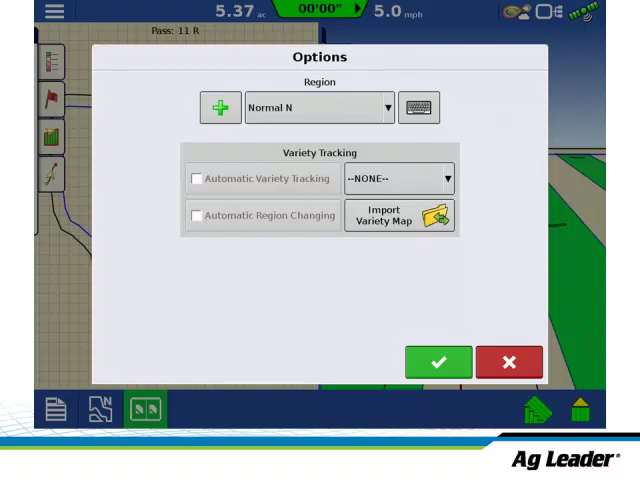 5.37 ac
00'00"
5.0 mph
Pass: 11 R
Options
Region
Normal N
Variety Tracking
Automatic Variety Tracking
--NONE--
Automatic Region Changing
Import
Variety Map
N
Ag Leader